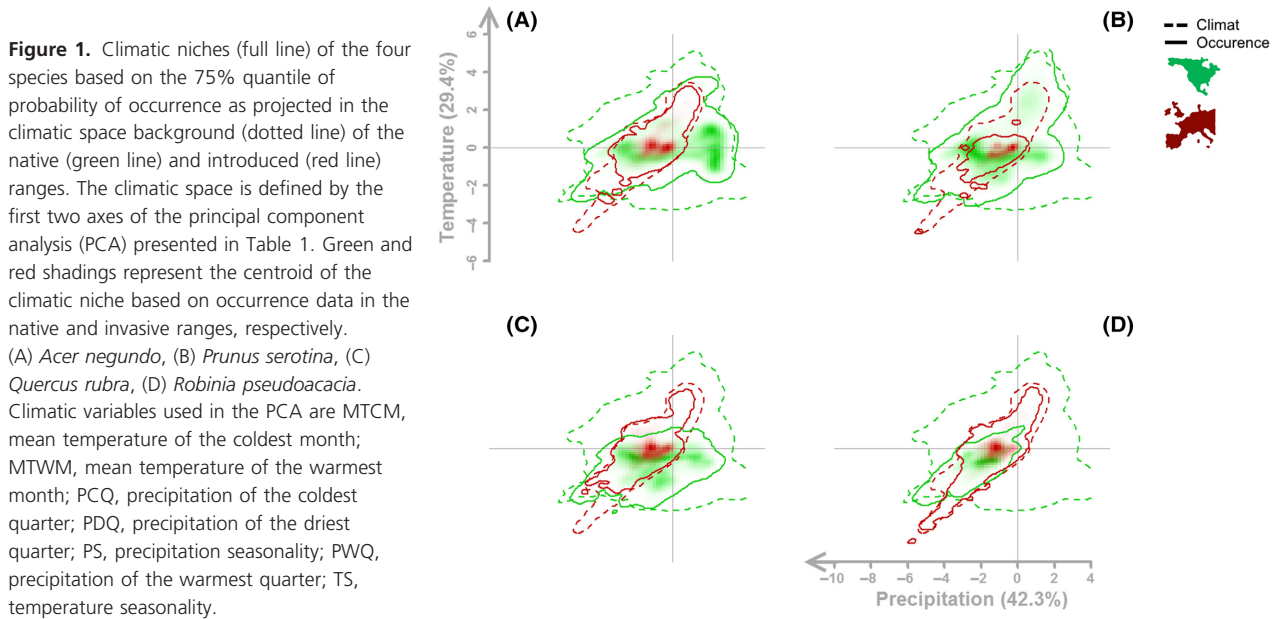 Figure 1. Climatic niches (full line) of the four
species based on the 75% quantile of
probability of occurrence as projected in the
climatic space background (dotted line) of the
native (green line) and introduced (red line)
ranges. The climatic space is defined by the
first two axes of the principal component
analysis (PCA) presented in Table 1. Green and
red shadings represent the centroid of the
climatic niche based on occurrence data in the
native and invasive ranges, respectively.
(A) Acer negundo, (B) Prunus serotina, (C)
Quercus rubra, (D) Robinia pseudoacacia.
Climatic variables used in the PCA are MTCM,
mean temperature of the coldest month;
MTWM, mean temperature of the warmest
month; PCQ, precipitation of the coldest
quarter; PDQ, precipitation of the driest
quarter; PS, precipitation seasonality; PWQ,
precipitation of the warmest quarter; TS,
temperature seasonality.
(A)
(B)
Climat
Occurence
Temperature (29.4%)
6
4
2
0
−2
−4
−6
(C)
(D)
−10 −8 −6 −4 −2 0 2 4
Precipitation (42.3%)